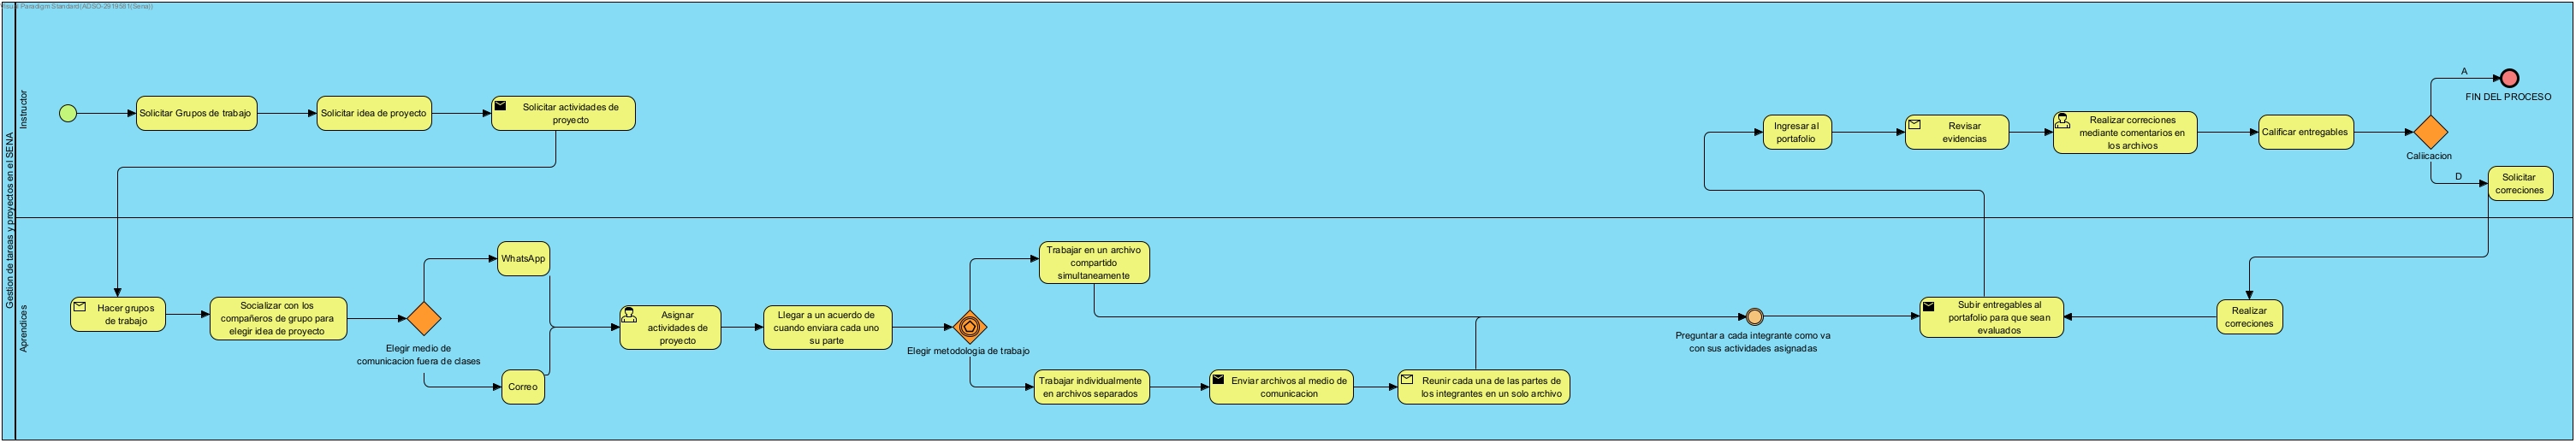 Visual Paradigm Standard(ADSO-2919581(Sena))
Gestion de tareas y proyectos en el SENA
Instructor
Solicitar Grupos de trabajo
Solicitar idea de proyecto
Solicitar actividades de
proyecto
Ingresar al
portafolio
Revisar
evidencias
Realizar correciones
mediante comentarios en
los archivos
Calificar entregables
Caliicacion
A
FIN DEL PROCESO
D
Solicitar
correciones
Aprendices
Hacer grupos
de trabajo
Socializar con los
compañeros de grupo para
elegir idea de proyecto
Elegir medio de
comunicacion fuera de clases
WhatsApp
Correo
Asignar
actividades de
proyecto
Llegar a un acuerdo de
cuando enviara cada uno
su parte
Elegir metodologia de trabajo
Trabajar en un archivo
compartido
simultaneamente
Trabajar individualmente
en archivos separados
Enviar archivos al medio de
comunicacion
Reunir cada una de las partes de
los integrantes en un solo archivo
Preguntar a cada integrante como va
con sus actividades asignadas
Subir entregables al
portafolio para que sean
evaluados
Realizar
correciones